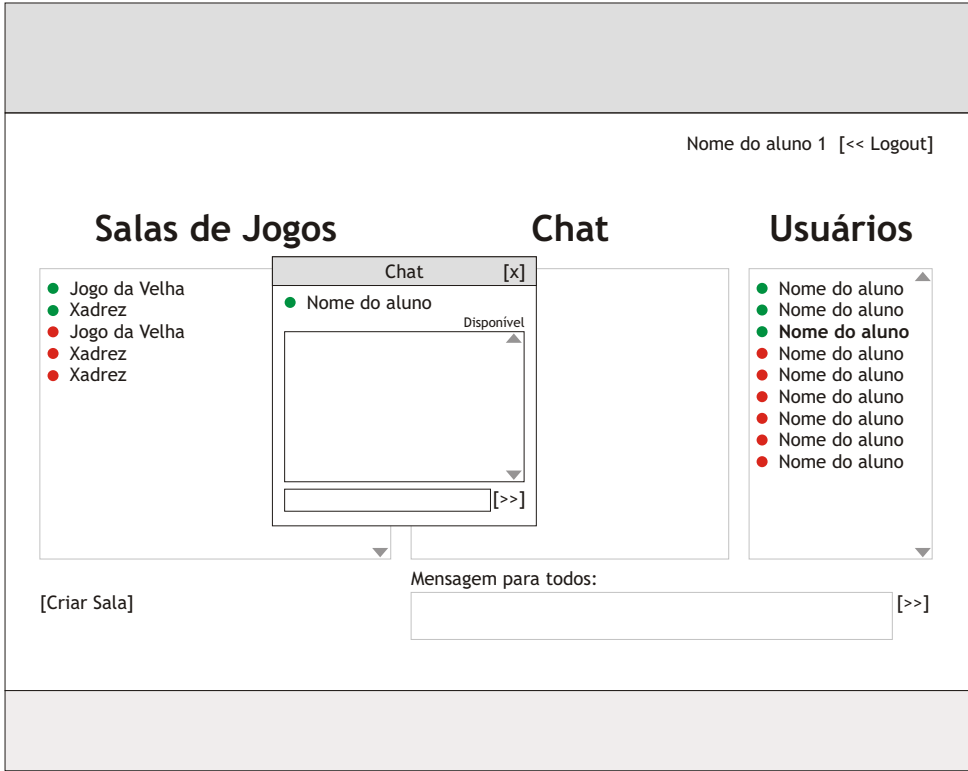 Nome do aluno 1 [<< Logout]
Salas de Jogos
Chat
Usuários
Jogo da Velha
Xadrez
Jogo da Velha
Xadrez
Xadrez
Chat [x]
Nome do aluno
Disponível
[>>]
Nome do aluno
Nome do aluno
Nome do aluno
Nome do aluno
Nome do aluno
Nome do aluno
Nome do aluno
Nome do aluno
Nome do aluno
[Criar Sala]
Mensagem para todos:
[>>]